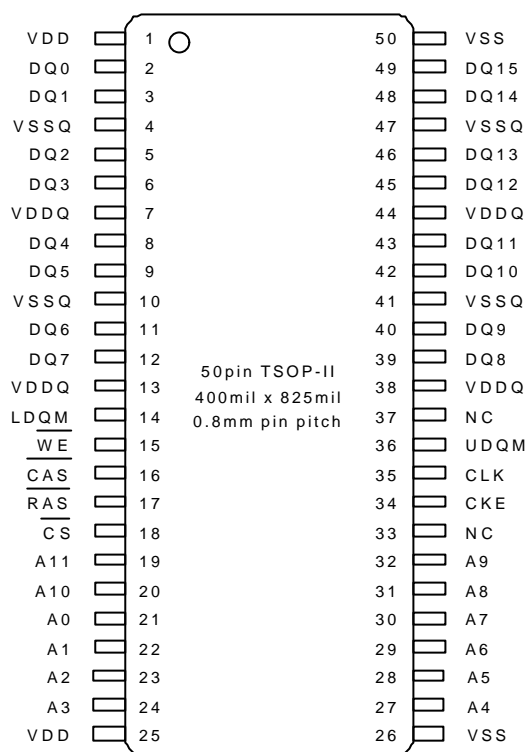 VDD 1 50 VSS
DQ0 2 49 DQ15
DQ1 3 48 DQ14
VSSQ 4 47 VSSQ
DQ2 5 46 DQ13
DQ3 6 45 DQ12
VDDQ 7 44 VDDQ
DQ4 8 43 DQ11
DQ5 9 42 DQ10
VSSQ 10 41 VSSQ
DQ6 11 40 DQ9
DQ7 12 39 DQ8
50pin TSOP-II
VDDQ 13 38 VDDQ
400mil x 825mil
LDQM 14 37 NC
0.8mm pin pitch
WE 15 36 UDQM
CAS 16 35 CLK
RAS 17 34 CKE
CS 18 33 NC
A11 19 32 A9
A10 20 31 A8
A0 21 30 A7
A1 22 29 A6
A2 23 28 A5
A3 24 27 A4
VDD 25 26 VSS